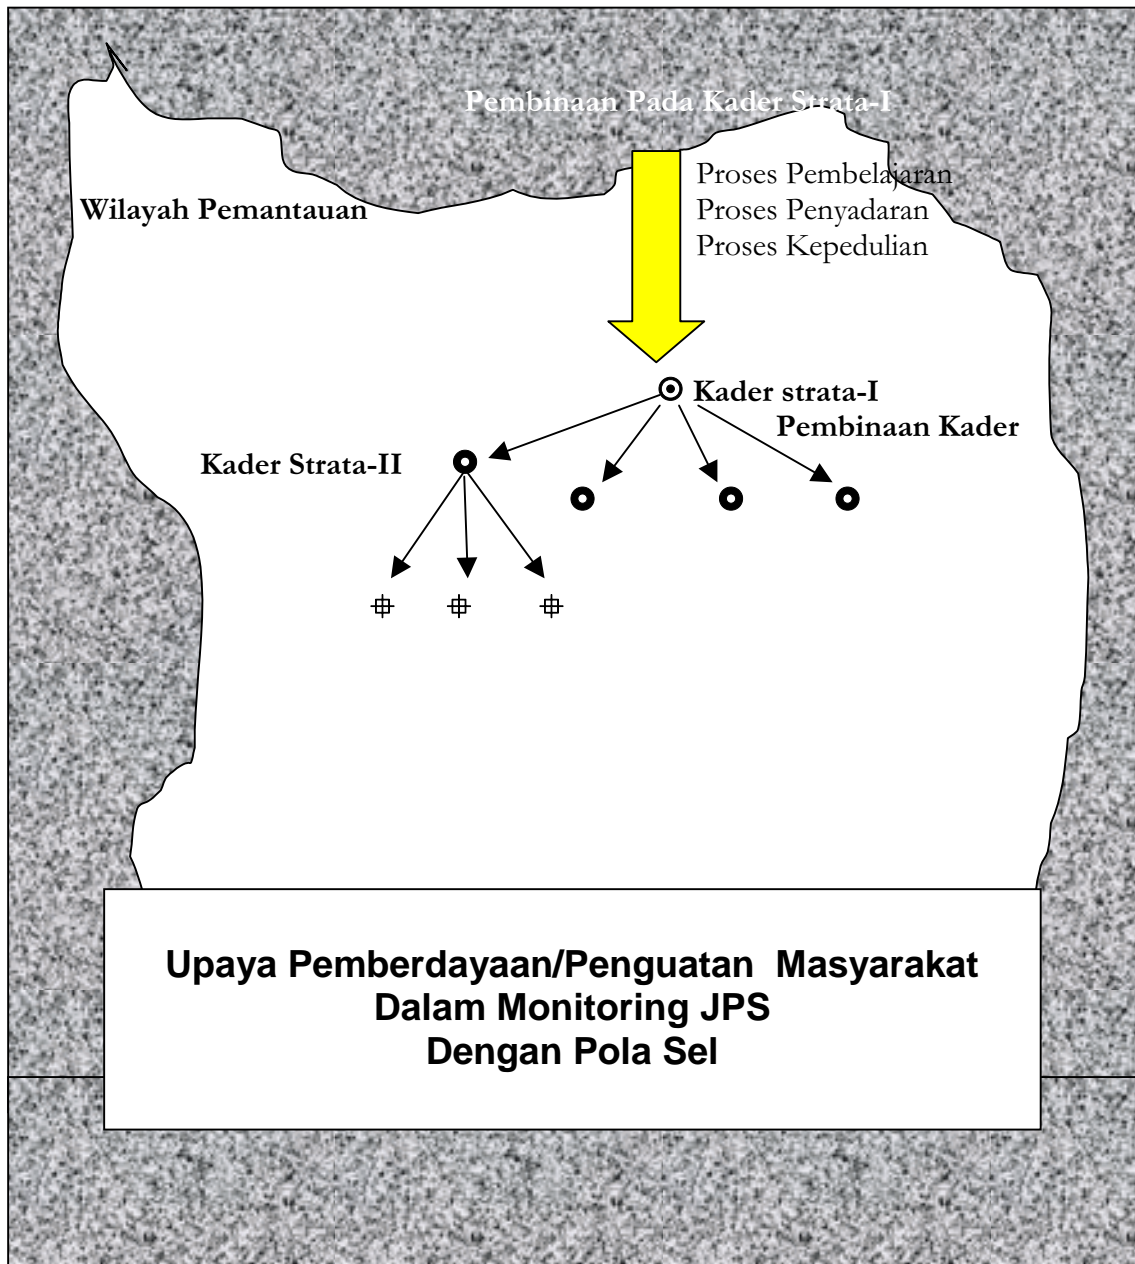 Pembinaan Pada Kader Strata-I
Proses Pembelajaran
Wilayah Pemantauan
Proses Penyadaran
Proses Kepedulian
Kader strata-I
Pembinaan Kader
Kader Strata-II
Upaya Pemberdayaan/Penguatan Masyarakat
Dalam Monitoring JPS
Dengan Pola Sel